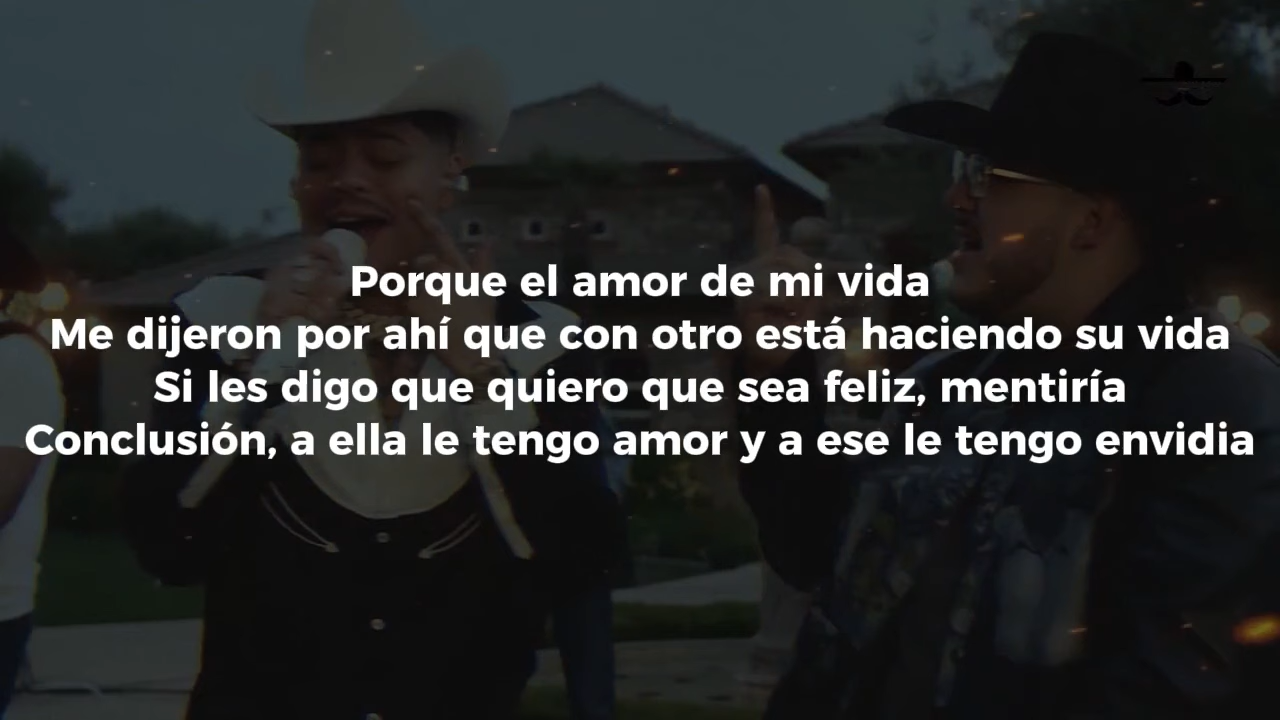 Porque el amor de mi vida
Me dijeron por ahí que con otro está haciendo su vida
Si les digo que quiero que sea feliz, mentiría
Conclusión, a ella le tengo amor y a ese le tengo envidia